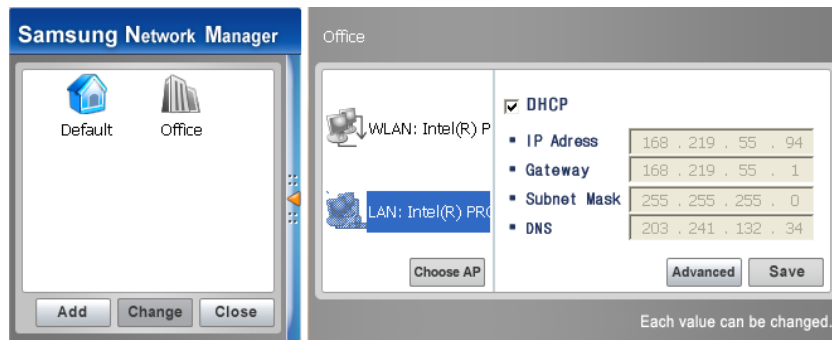 Samsung Network Manager
Default
Office
Add
Change
Close
Office
WLAN: Intel(R) P
LAN: Intel(R) PRO
Choose AP
DHCP
IP Adress 168 . 219 . 55 . 94
Gateway 168 . 219 . 55 . 1
Subnet Mask 255 . 255 . 255 . 0
DNS 203 . 241 . 132 . 34
Advanced
Save
Each value can be changed.